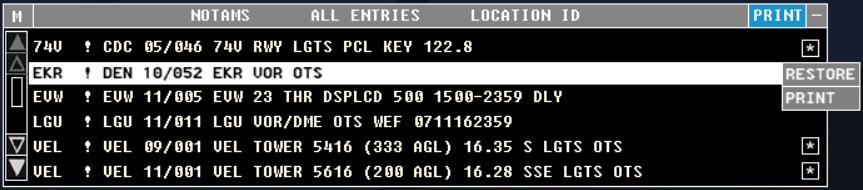 M NOTAMS ALL ENTRIES LOCATION ID PRINT –
74V ! CDC 05/046 74V RWY LGTS PCL KEY 122.8 *
EKR ! DEN 10/052 EKR VOR OTS
RESTORE
EVW ! EVW 11/005 EVW 23 THR DSPLCD 500 1500-2359 DLY
PRINT
LGU ! LGU 11/011 LGU VOR/DME OTS WEF 0711162359
VEL ! VEL 09/001 VEL TOWER 5416 (333 AGL) 16.35 S LGTS OTS *
VEL ! VEL 11/001 VEL TOWER 5616 (200 AGL) 16.28 SSE LGTS OTS *